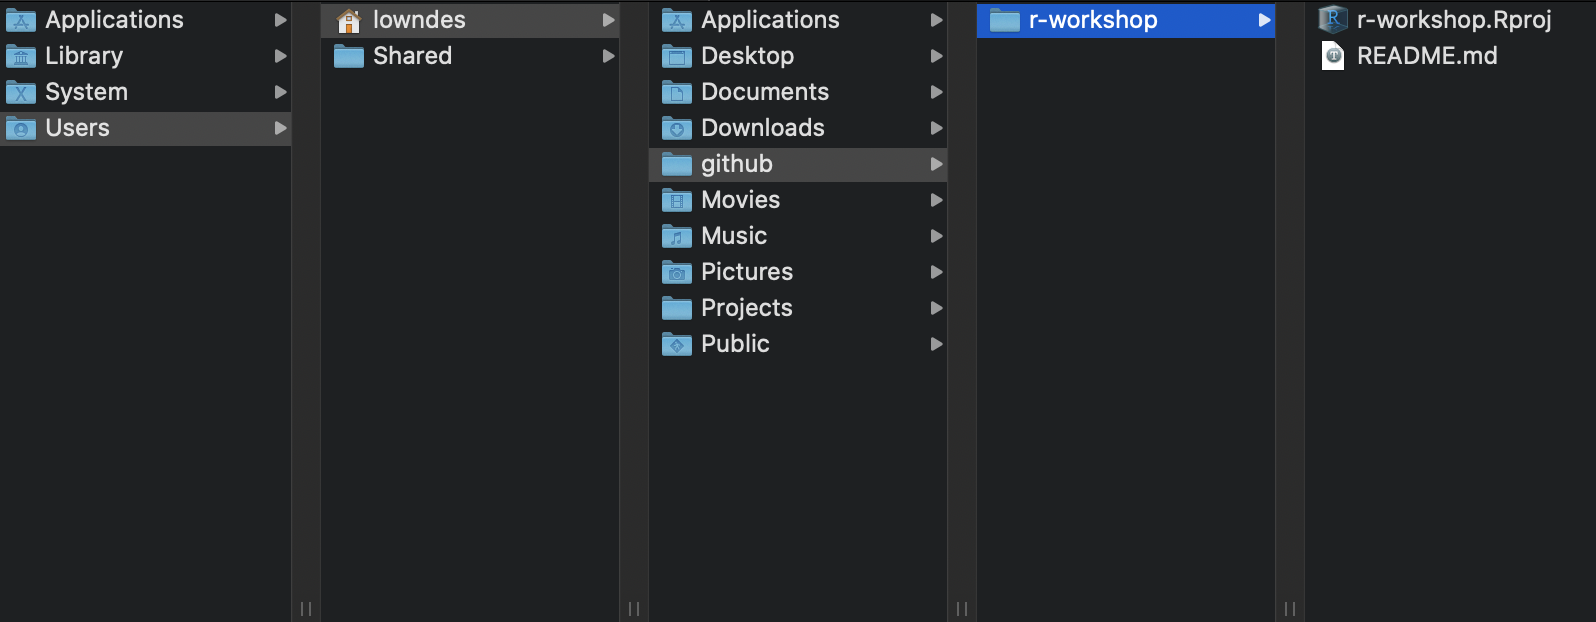 Applications
Library
System
Users
lowndes
Shared
Applications
Desktop
Documents
Downloads
github
Movies
Music
Pictures
Projects
Public
r-workshop
r-workshop.Rproj
README.md